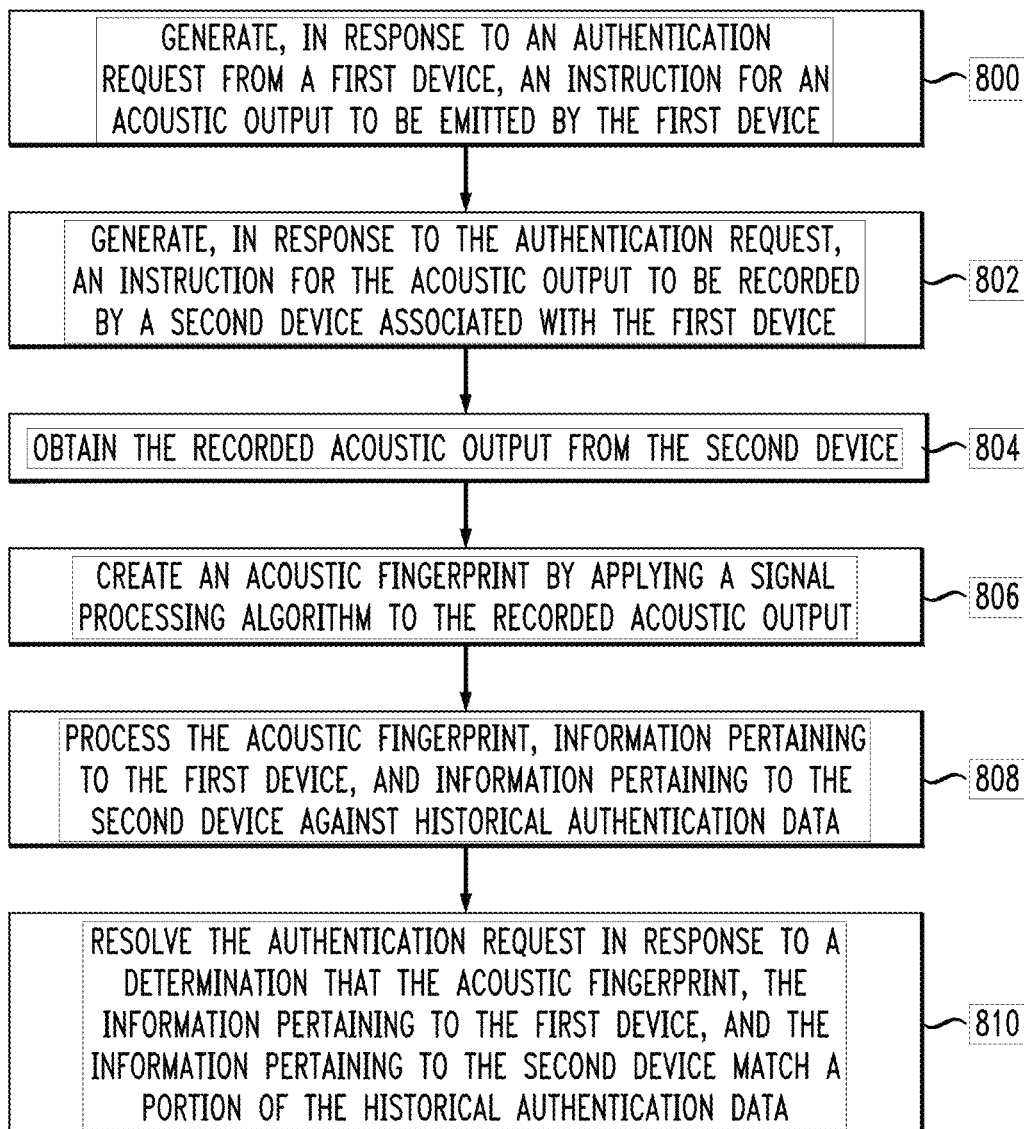 GENERATE, IN RESPONSE TO AN AUTHENTICATION
REQUEST FROM A FIRST DEVICE, AN INSTRUCTION FOR AN
ACOUSTIC OUTPUT TO BE EMITTED BY THE FIRST DEVICE
800
GENERATE, IN RESPONSE TO THE AUTHENTICATION REQUEST,
AN INSTRUCTION FOR THE ACOUSTIC OUTPUT TO BE RECORDED
BY A SECOND DEVICE ASSOCIATED WITH THE FIRST DEVICE
802
OBTAIN THE RECORDED ACOUSTIC OUTPUT FROM THE SECOND DEVICE
804
CREATE AN ACOUSTIC FINGERPRINT BY APPLYING A SIGNAL
PROCESSING ALGORITHM TO THE RECORDED ACOUSTIC OUTPUT
806
PROCESS THE ACOUSTIC FINGERPRINT, INFORMATION PERTAINING
TO THE FIRST DEVICE, AND INFORMATION PERTAINING TO THE
SECOND DEVICE AGAINST HISTORICAL AUTHENTICATION DATA
808
RESOLVE THE AUTHENTICATION REQUEST IN RESPONSE TO A
DETERMINATION THAT THE ACOUSTIC FINGERPRINT, THE
INFORMATION PERTAINING TO THE FIRST DEVICE, AND THE
INFORMATION PERTAINING TO THE SECOND DEVICE MATCH A
PORTION OF THE HISTORICAL AUTHENTICATION DATA
810